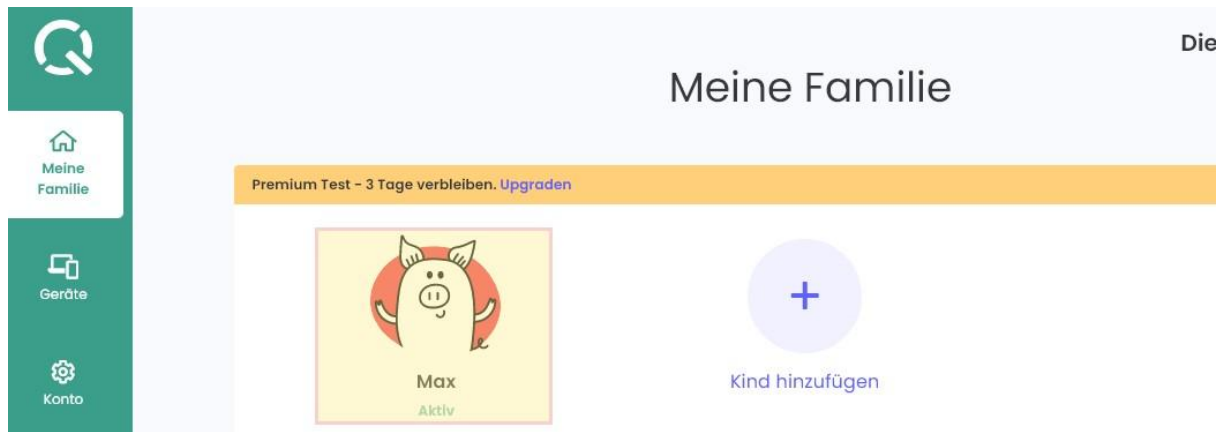 Die
Meine Familie
Meine
Familie
Premium Test - 3 Tage verbleiben. Upgraden
Geräte
Max
Aktiv
Kind hinzufügen
Konto